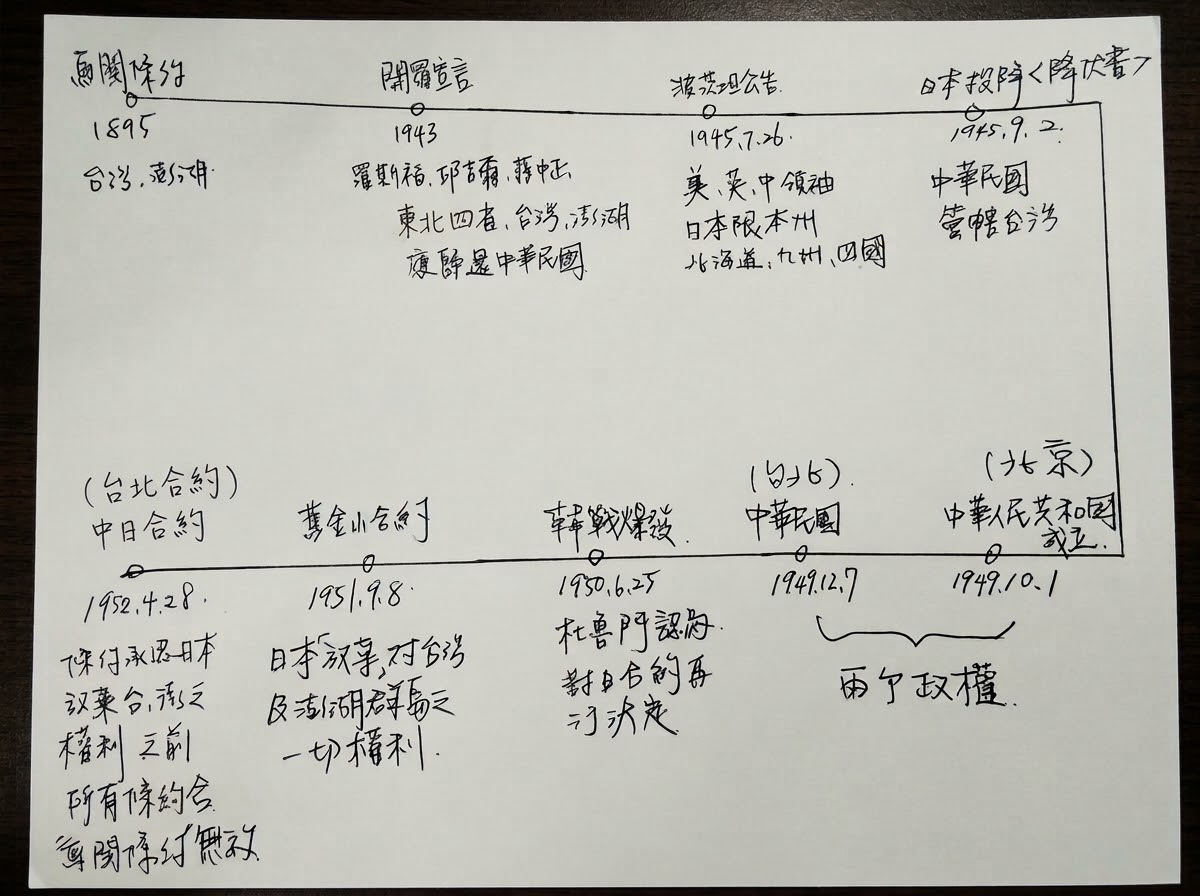 馬關條約
1895
台灣、澎湖
開羅宣言
1943
羅斯福、邱吉爾、蔣中正
東北四省、台灣、澎湖
應歸還中華民國
波茨坦公告
1945.7.26.
美、英、中領袖
日本限本州
北海道、九州、四國
日本投降<降伏書>
1945.9.2.
中華民國
管轄台灣
(北京)
中華人民共和国
成立.
1949.10.1
(台北).
中華民國
1949.12.7
兩个政權.
韓戰爆發.
1950.6.25
杜魯門認為.
對日合約再
汀決定.
舊金山合約
1951.9.8.
日本「放棄」对台灣
及澎湖群島之
一切權利.
(台北合約)
中日合約
1952.4.28.
條約承認日本
放棄台、澎之
權利 之前
所有條約含
"馬關條約"無效